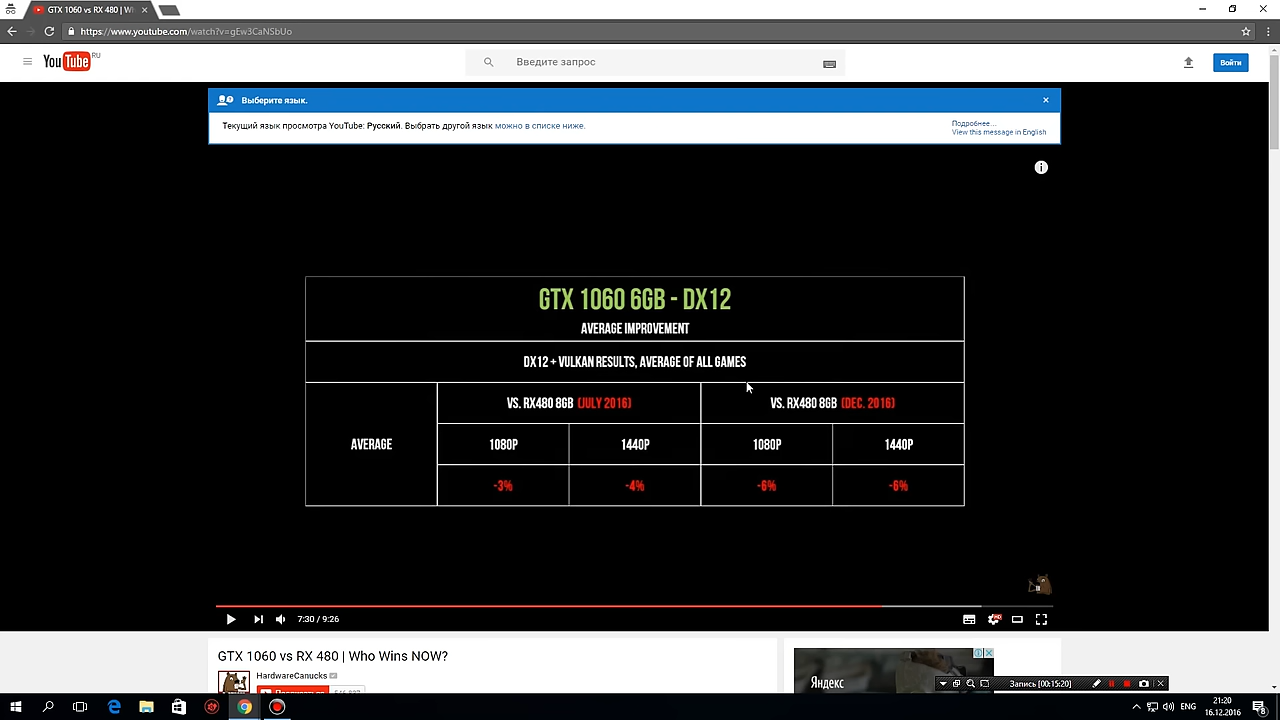 GTX 1060 vs RX 480 | Wh
https://www.youtube.com/watch?v=gEw3CaNSbUo
YouTube RU
Введите запрос
Войти
Выберите язык.
Текущий язык просмотра YouTube: Русский. Выбрать другой язык можно в списке ниже.
Подробнее...
View this message in English
GTX 1060 6GB - DX12
AVERAGE IMPROVEMENT
DX12 + VULKAN RESULTS, AVERAGE OF ALL GAMES
VS. RX480 8GB (JULY 2016)
VS. RX480 8GB (DEC. 2016)
AVERAGE
1080P
1440P
1080P
1440P
-3%
-4%
-6%
-6%
7:30 / 9:26
GTX 1060 vs RX 480 | Who Wins NOW?
HardwareCanucks
Яндекс
Запись [00:15:20]
ENG
21:20
16.12.2016